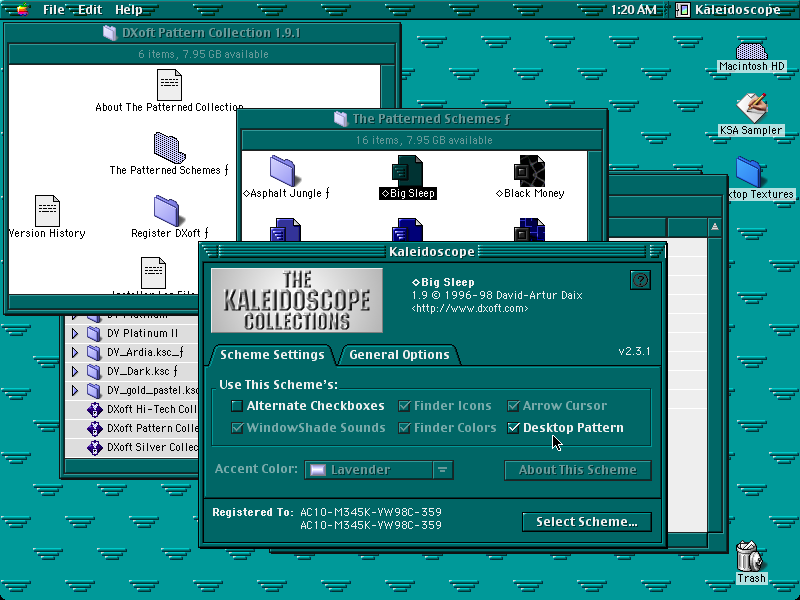 File Edit Help
1:20 AM
Kaleidoscope
DXoft Pattern Collection 1.9.1
6 items, 7.95 GB available
About The Patterned Collection
The Patterned Schemes ƒ
Version History
Register DXoft ƒ
Installer Log File
The Patterned Schemes ƒ
16 items, 7.95 GB available
◇Asphalt Jungle ƒ
◇Big Sleep
◇Black Money
Macintosh HD
KSA Sampler
ktop Textures
DV Platinum
DV Platinum II
DV_Ardia.ksc_ƒ
DV_Dark.ksc ƒ
DV_gold_pastel.ksc
DXoft Hi-Tech Coll
DXoft Pattern Colle
DXoft Silver Collec
Kaleidoscope
THE
KALEIDOSCOPE
COLLECTIONS
◇Big Sleep
1.9 © 1996-98 David-Artur Daix
<http://www.dxoft.com>
?
v2.3.1
Scheme Settings
General Options
Use This Scheme's:
Alternate Checkboxes
Finder Icons
Arrow Cursor
WindowShade Sounds
Finder Colors
Desktop Pattern
Accent Color:
Lavender
About This Scheme
Registered To: AC10-M345K-YW98C-359
AC10-M345K-YW98C-359
Select Scheme...
Trash